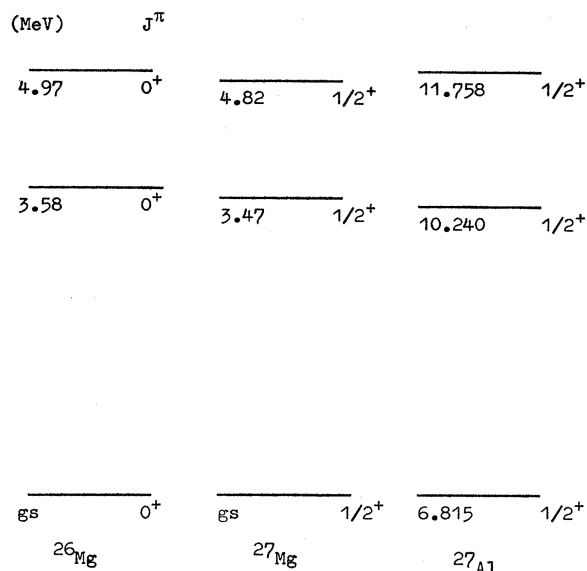 (MeV) J^π
4.97 0⁺ 4.82 1/2⁺ 11.758 1/2⁺
3.58 0⁺ 3.47 1/2⁺ 10.240 1/2⁺
gs 0⁺ gs 1/2⁺ 6.815 1/2⁺
²⁶Mg ²⁷Mg ²⁷Al